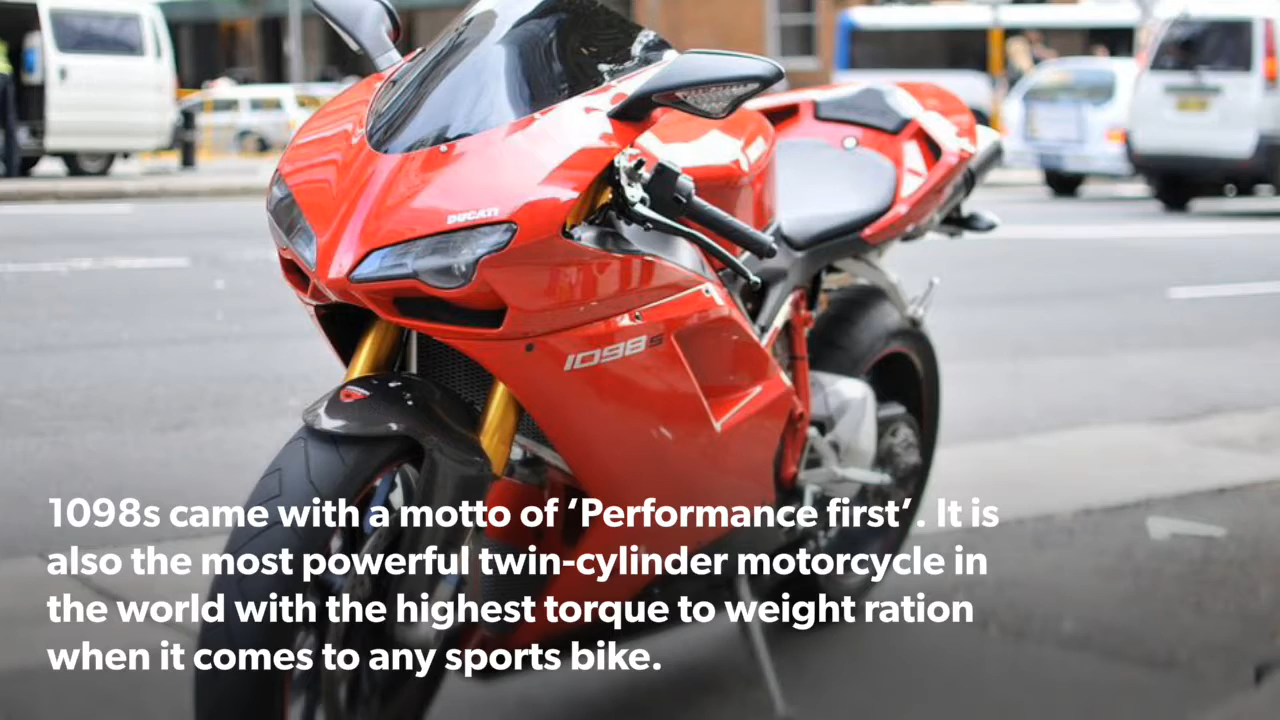 DUCATI
1098s
1098s came with a motto of ‘Performance first’. It is
also the most powerful twin-cylinder motorcycle in
the world with the highest torque to weight ration
when it comes to any sports bike.